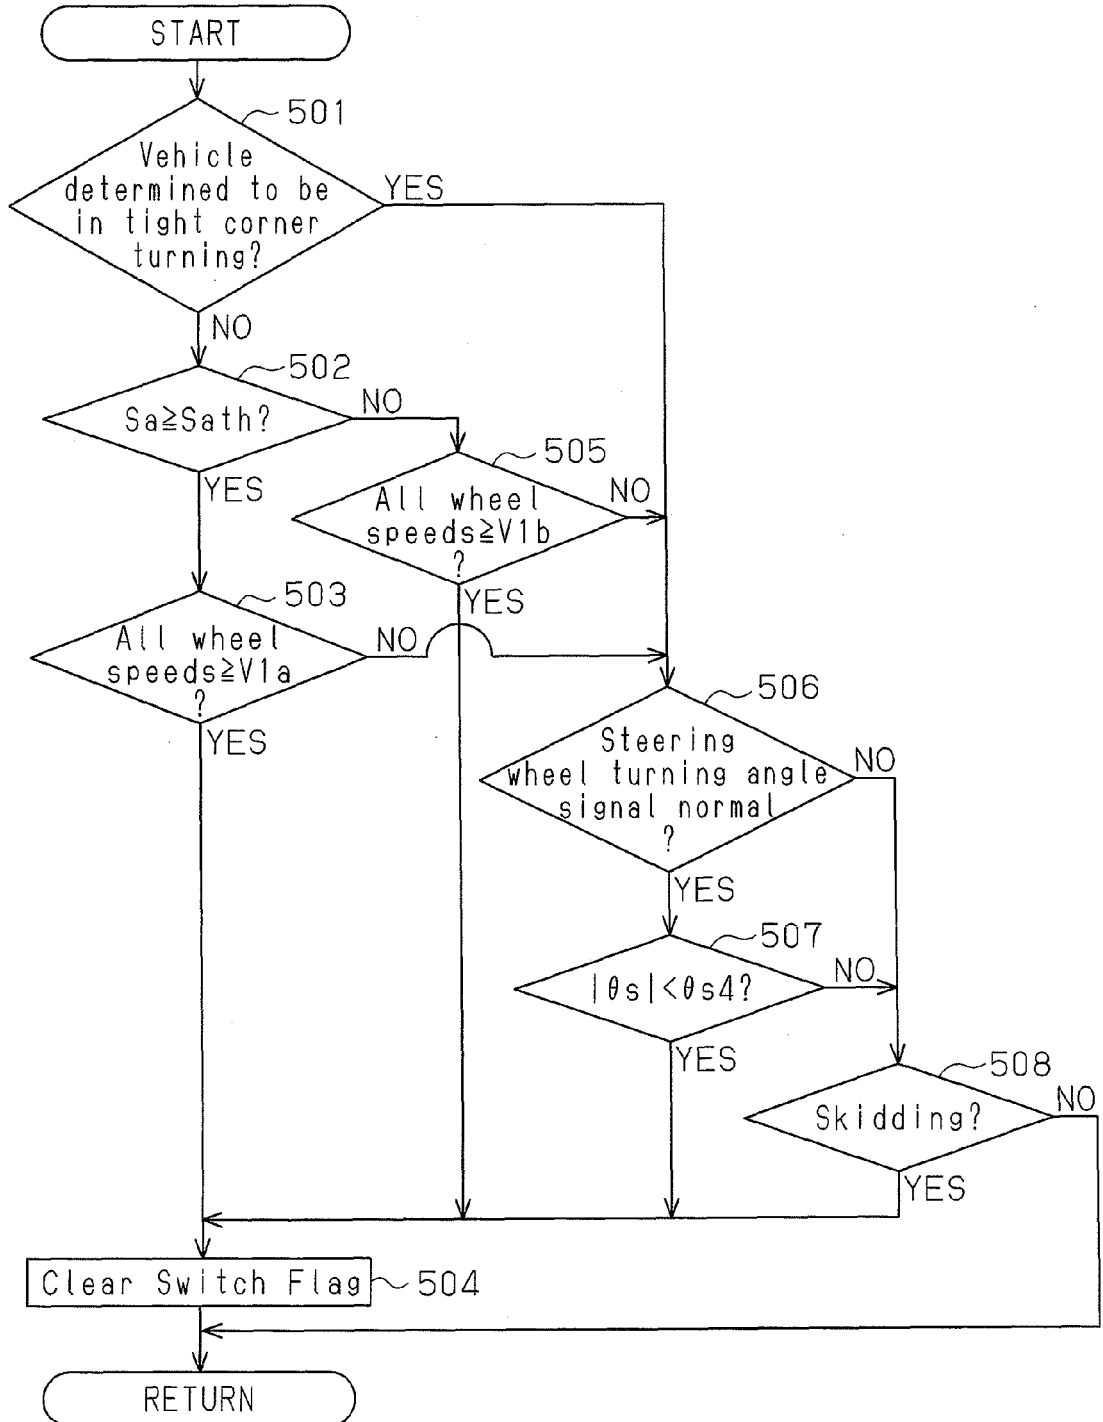 START
501
Vehicle
determined to be
in tight corner
turning?
YES
NO
502
Sa≧Sath?
NO
YES
505
All wheel
speeds≧V1b
?
NO
YES
503
All wheel
speeds≧V1a
?
NO
YES
506
Steering
wheel turning angle
signal normal
?
NO
YES
507
|θs|<θs4?
NO
YES
508
Skidding?
NO
YES
Clear Switch Flag
504
RETURN